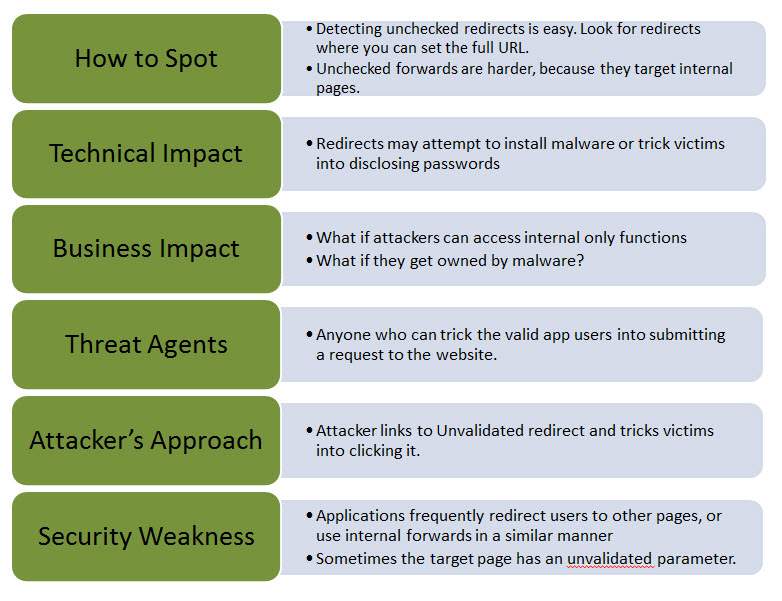 How to Spot
• Detecting unchecked redirects is easy. Look for redirects
where you can set the full URL.
• Unchecked forwards are harder, because they target internal
pages.
Technical Impact
• Redirects may attempt to install malware or trick victims
into disclosing passwords
Business Impact
• What if attackers can access internal only functions
• What if they get owned by malware?
Threat Agents
• Anyone who can trick the valid app users into submitting
a request to the website.
Attacker’s Approach
• Attacker links to Unvalidated redirect and tricks victims
into clicking it.
Security Weakness
• Applications frequently redirect users to other pages, or
use internal forwards in a similar manner
• Sometimes the target page has an unvalidated parameter.